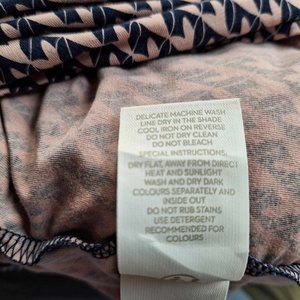 DELICATE MACHINE WASH
LINE DRY IN THE SHADE
COOL IRON ON REVERSE
DO NOT DRY CLEAN
DO NOT BLEACH
SPECIAL INSTRUCTIONS:
DRY FLAT, AWAY FROM DIRECT
HEAT AND SUNLIGHT
WASH AND DRY DARK
COLOURS SEPARATELY AND
INSIDE OUT
DO NOT RUB STAINS
USE DETERGENT
RECOMMENDED FOR
COLOURS